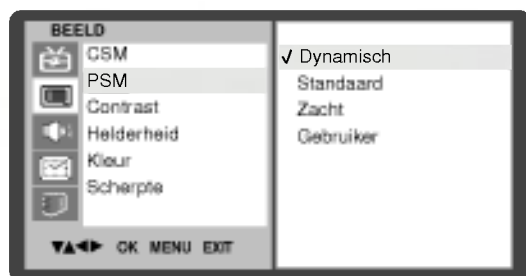 BEELD
CSM
PSM
Contrast
Helderheid
Kleur
Scherpte
▼▲◄► OK MENU EXIT
✓ Dynamisch
Standaard
Zacht
Gebruiker